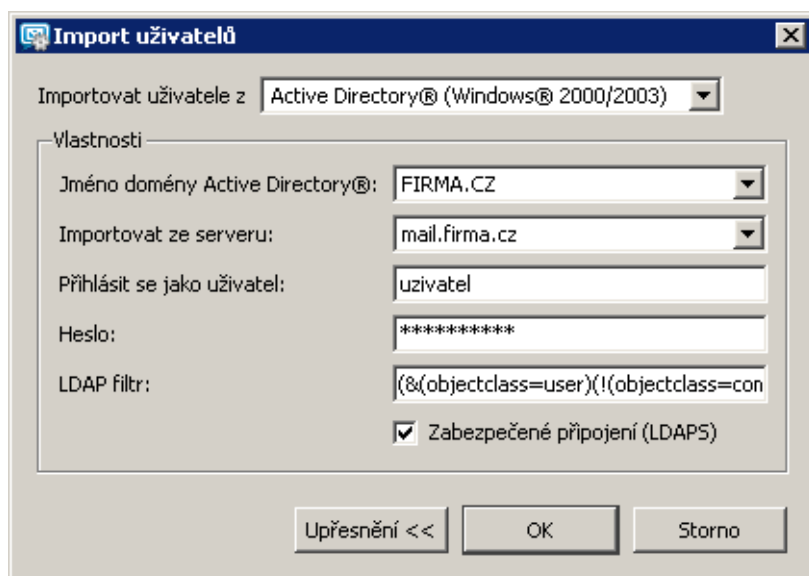 Import uživatelů
Importovat uživatele z Active Directory® (Windows® 2000/2003)
Vlastnosti
Jméno domény Active Directory®: FIRMA.CZ
Importovat ze serveru: mail.firma.cz
Přihlásit se jako uživatel: uzivatel
Heslo: **********
LDAP filtr: (&(objectclass=user)(!(objectclass=con
Zabezpečené připojení (LDAPS)
Upřesnění << OK Storno